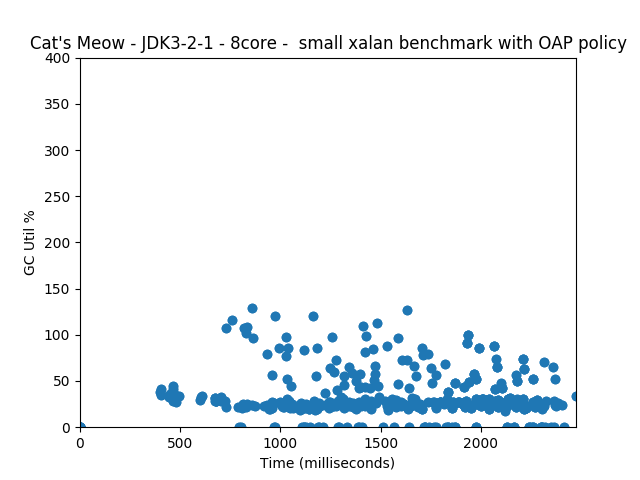 Cat's Meow - JDK3-2-1 - 8core -  small xalan benchmark with OAP policy
400
350
300
250
200
150
100
50
0
GC Util %
0 500 1000 1500 2000
Time (milliseconds)